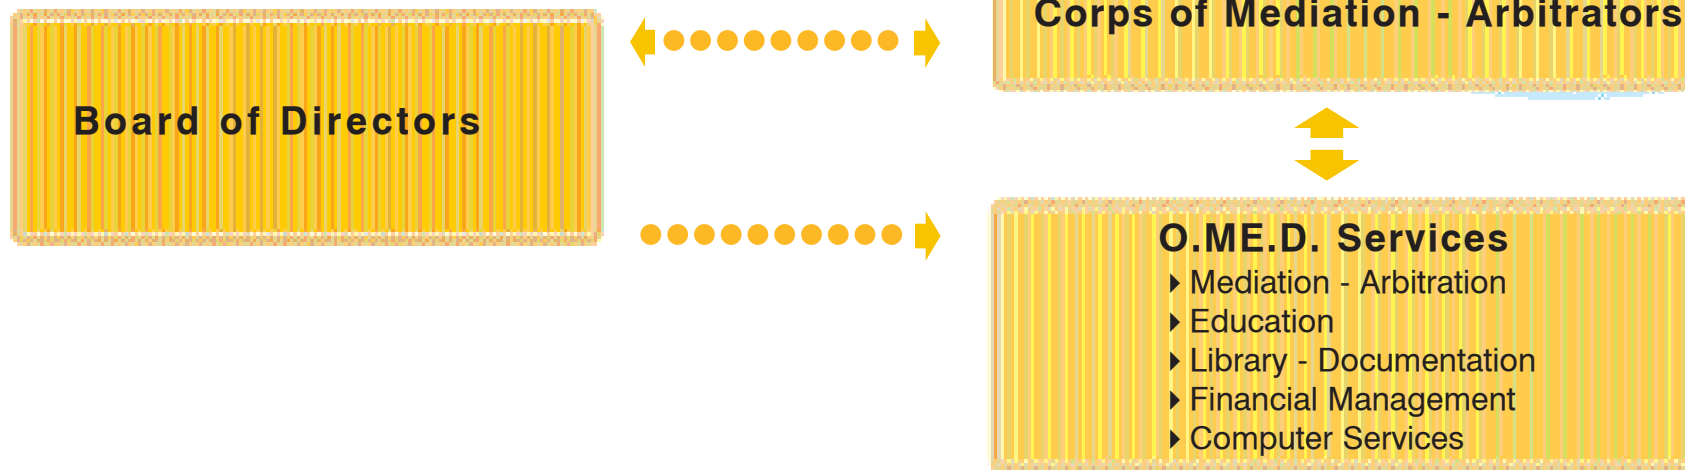 Corps of Mediation - Arbitrators
Board of Directors
O.ME.D. Services
Mediation - Arbitration
Education
Library - Documentation
Financial Management
Computer Services